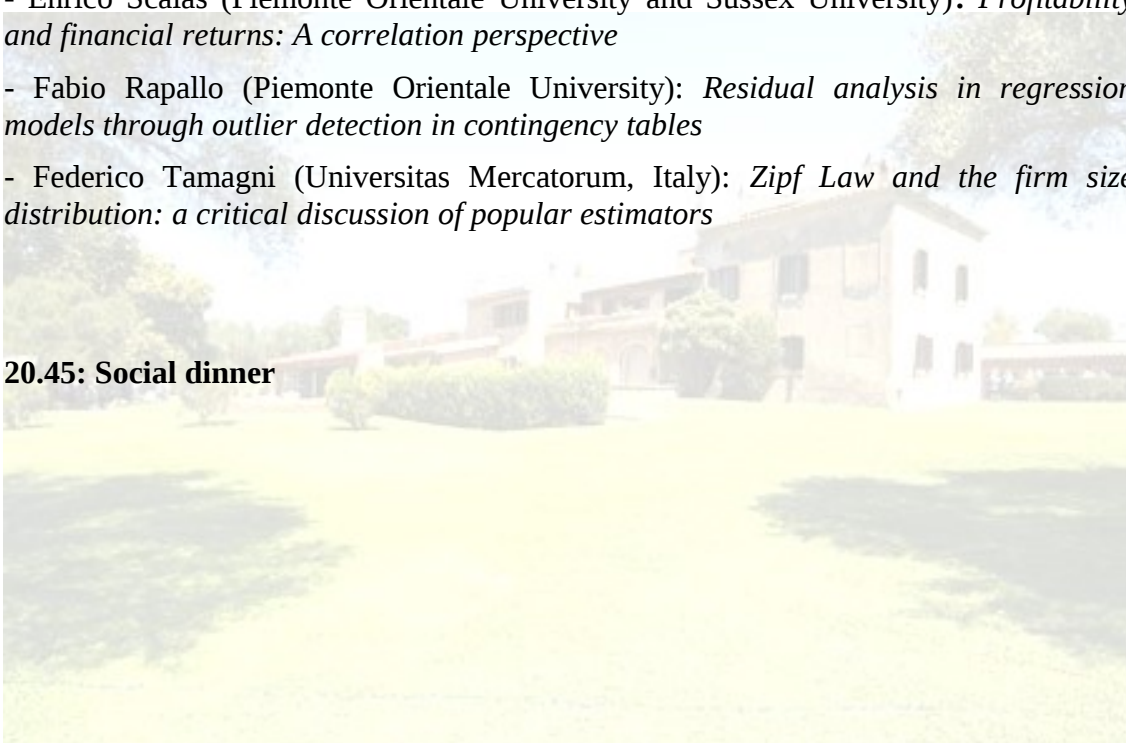 - Enrico Scalas (Piemonte Orientale University and Sussex University): Profitability
and financial returns: A correlation perspective
- Fabio Rapallo (Piemonte Orientale University): Residual analysis in regression
models through outlier detection in contingency tables
- Federico Tamagni (Universitas Mercatorum, Italy): Zipf Law and the firm size
distribution: a critical discussion of popular estimators
20.45: Social dinner